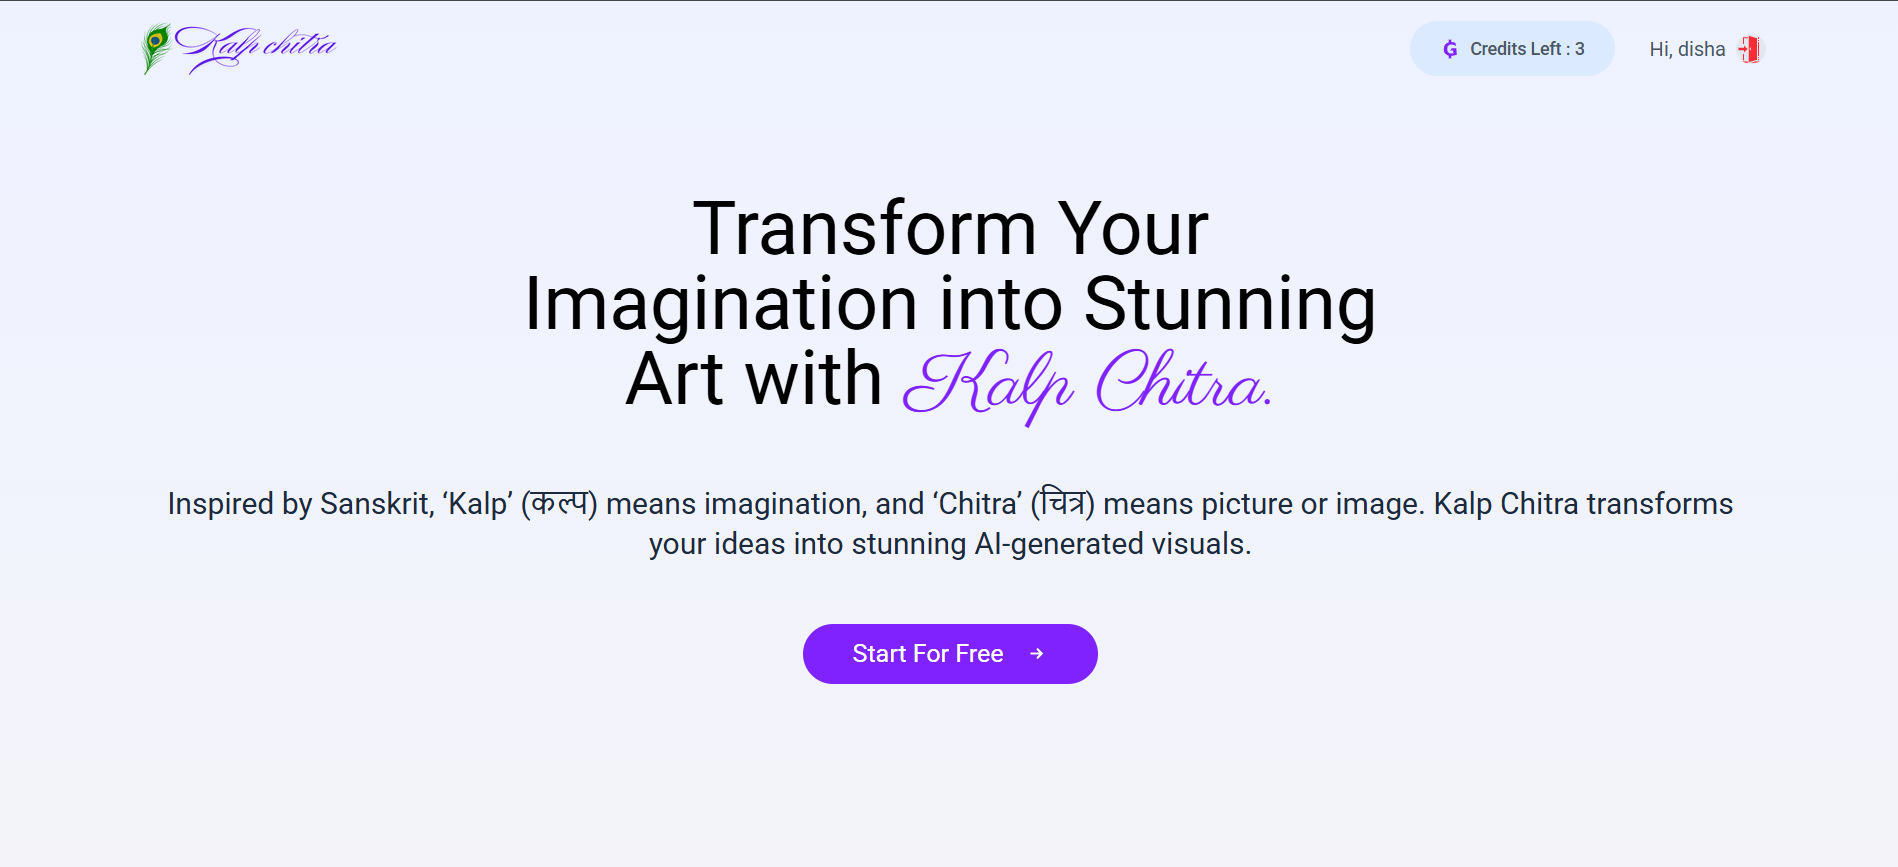 Kalp chitra
Credits Left : 3
Hi, disha
Transform Your
Imagination into Stunning
Art with Kalp Chitra.
Inspired by Sanskrit, ‘Kalp’ (कल्प) means imagination, and ‘Chitra’ (चित्र) means picture or image. Kalp Chitra transforms
your ideas into stunning AI-generated visuals.
Start For Free